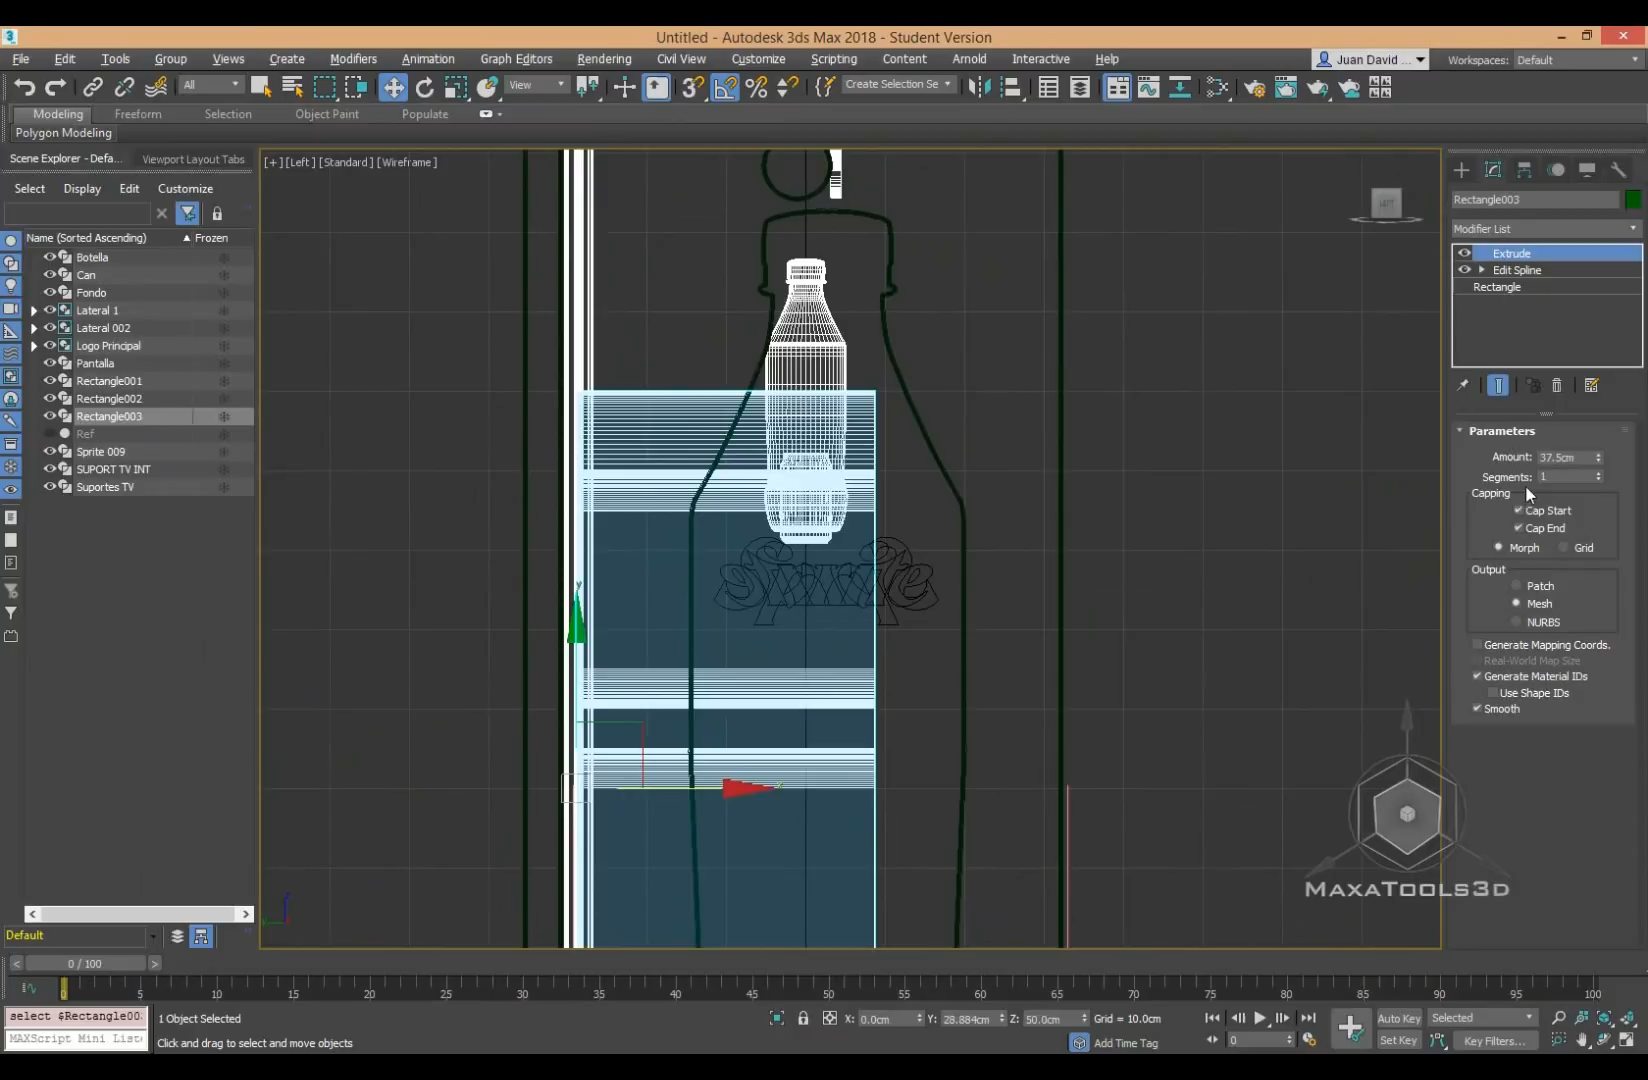 Untitled - Autodesk 3ds Max 2018 - Student Version
File Edit Tools Group Views Create Modifiers Animation Graph Editors Rendering Civil View Customize Scripting Content Arnold Interactive Help Juan David ... Workspaces: Default
All View Create Selection Se
Modeling Freeform Selection Object Paint Populate
Polygon Modeling
Scene Explorer - Defa... Viewport Layout Tabs
[+] [Left] [Standard] [Wireframe]
Select Display Edit Customize
Name (Sorted Ascending) Frozen
Botella
Can
Fondo
Lateral 1
Lateral 002
Logo Principal
Pantalla
Rectangle001
Rectangle002
Rectangle003
Ref
Sprite 009
SUPORT TV INT
Suportes TV
LEFT
Rectangle003
Modifier List
Extrude
Edit Spline
Rectangle
Parameters
Amount: 37.5cm
Segments: 1
Capping
Cap Start
Cap End
Morph Grid
Output
Patch
Mesh
NURBS
Generate Mapping Coords.
Real-World Map Size
Generate Material IDs
Use Shape IDs
Smooth
MAXATOOLS3D
Default
0 / 100
0 5 10 15 20 25 30 35 40 45 50 55 60 65 70 75 80 85 90 95 100
select $Rectangle00
MAXScript Mini List
1 Object Selected
Click and drag to select and move objects
X: 0.0cm Y: 28.884cm Z: 50.0cm Grid = 10.0cm
Add Time Tag
Auto Key Selected
Set Key Key Filters...
0